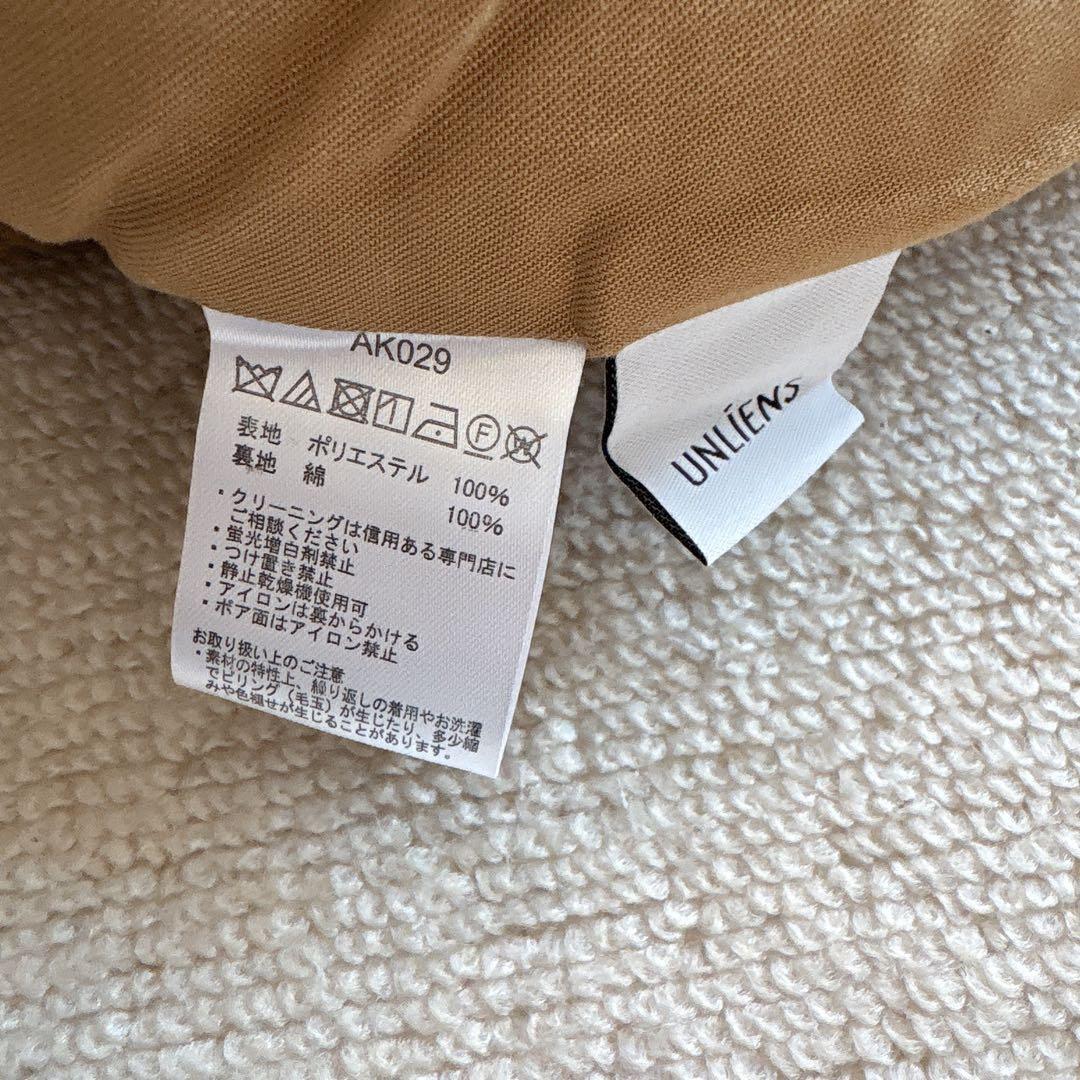 AK029
表地 ポリエステル 100%
裏地 綿 100%
・クリーニングは信用ある専門店に
ご相談ください
・蛍光増白剤禁止
・つけ置き禁止
・静止乾燥機使用可
・アイロンは裏からかける
・ボア面はアイロン禁止
お取り扱い上のご注意
・素材の特性上、繰り返しの着用やお洗濯
でピリング(毛玉)が生じたり、多少縮
みや色褪せが生じることがあります。
F
W
UNLÍENS